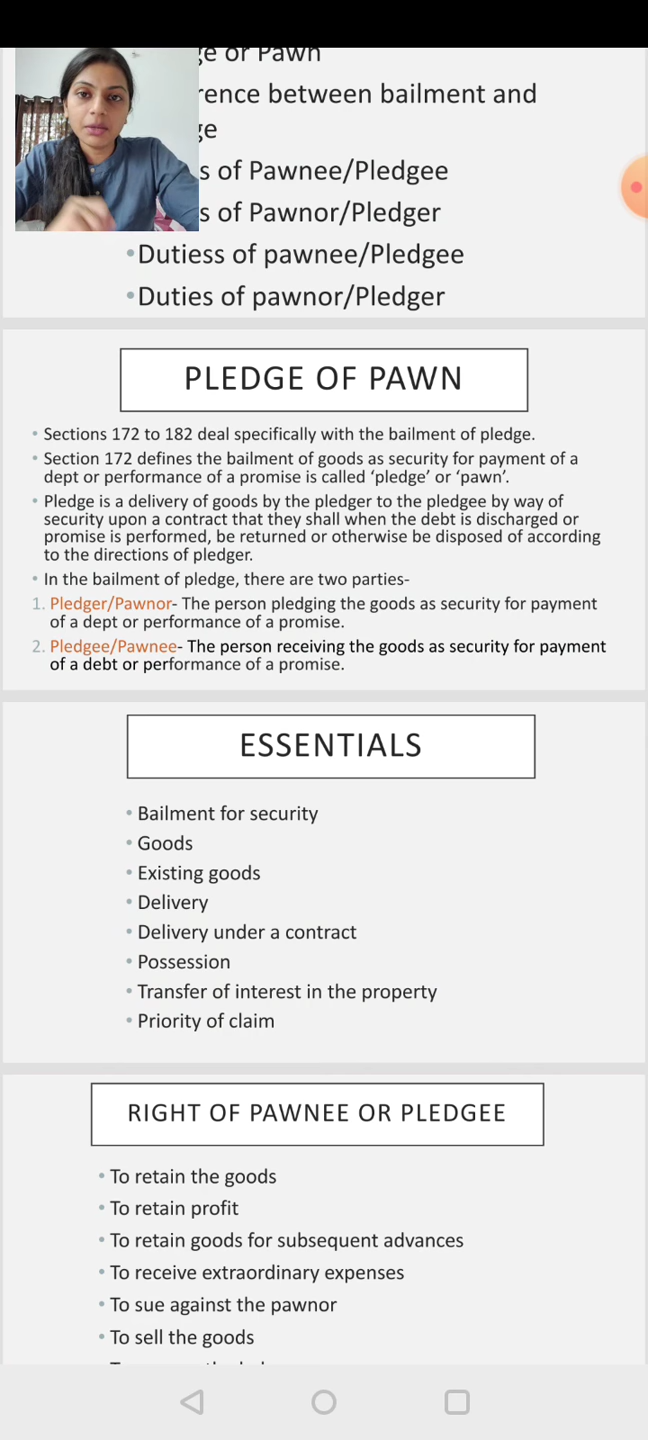 or Pawn
between bailment and
of Pawnee/Pledgee
of Pawnor/Pledger
•Dutiess of pawnee/Pledgee
•Duties of pawnor/Pledger
PLEDGE OF PAWN
• Sections 172 to 182 deal specifically with the bailment of pledge.
• Section 172 defines the bailment of goods as security for payment of a
dept or performance of a promise is called ‘pledge’ or ‘pawn’.
• Pledge is a delivery of goods by the pledger to the pledgee by way of
security upon a contract that they shall when the debt is discharged or
promise is performed, be returned or otherwise be disposed of according
to the directions of pledger.
• In the bailment of pledge, there are two parties-
1. Pledger/Pawnor- The person pledging the goods as security for payment
of a dept or performance of a promise.
2. Pledgee/Pawnee- The person receiving the goods as security for payment
of a debt or performance of a promise.
ESSENTIALS
• Bailment for security
• Goods
• Existing goods
• Delivery
• Delivery under a contract
• Possession
• Transfer of interest in the property
• Priority of claim
RIGHT OF PAWNEE OR PLEDGEE
• To retain the goods
• To retain profit
• To retain goods for subsequent advances
• To receive extraordinary expenses
• To sue against the pawnor
• To sell the goods